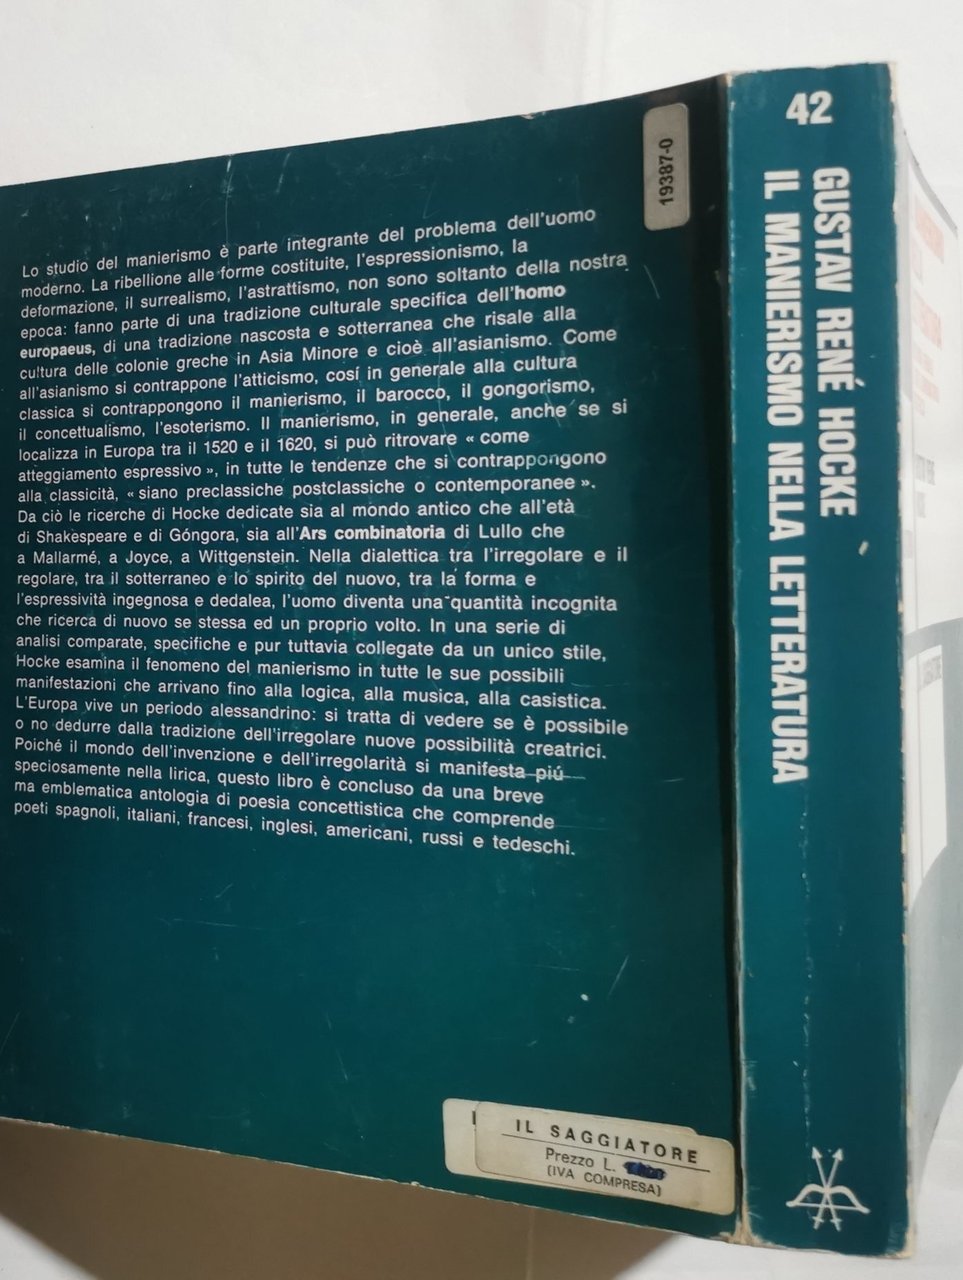 Lo studio del manierismo è parte integrante del problema dell'uomo
moderno. La ribellione alle forme costituite, l'espressionismo, la
deformazione, il surrealismo, l'astrattismo, non sono soltanto della nostra
epoca: fanno parte di una tradizione culturale specifica dell'homo
europaeus, di una tradizione nascosta e sotterranea che risale alla
cultura delle colonie greche in Asia Minore e cioè all'asianismo. Come
all'asianismo si contrappone l'atticismo, cosí in generale alla cultura
classica si contrappongono il manierismo, il barocco, il gongorismo,
il concettualismo, l'esoterismo. Il manierismo, in generale, anche se si
localizza in Europa tra il 1520 e il 1620, si può ritrovare « come
atteggiamento espressivo », in tutte le tendenze che si contrappongono
alla classicità, « siano preclassiche postclassiche o contemporanee ».
Da ciò le ricerche di Hocke dedicate sia al mondo antico che all'età
di Shakespeare e di Góngora, sia all'Ars combinatoria di Lullo che
a Mallarmé, a Joyce, a Wittgenstein. Nella dialettica tra l'irregolare e il
regolare, tra il sotterraneo e lo spirito del nuovo, tra la forma e
l'espressività ingegnosa e dedalea, l'uomo diventa una quantità incognita
che ricerca di nuovo se stessa ed un proprio volto. In una serie di
analisi comparate, specifiche e pur tuttavia collegate da un unico stile,
Hocke esamina il fenomeno del manierismo in tutte le sue possibili
manifestazioni che arrivano fino alla logica, alla musica, alla casistica.
L'Europa vive un periodo alessandrino: si tratta di vedere se è possibile
o no dedurre dalla tradizione dell'irregolare nuove possibilità creatrici.
Poiché il mondo dell'invenzione e dell'irregolarità si manifesta piú
speciosamente nella lirica, questo libro è concluso da una breve
ma emblematica antologia di poesia concettistica che comprende
poeti spagnoli, italiani, francesi, inglesi, americani, russi e tedeschi.
19387-0
IL SAGGIATORE
Prezzo L.
(IVA COMPRESA)
42
GUSTAV RENÉ HOCKE
IL MANIERISMO NELLA LETTERATURA